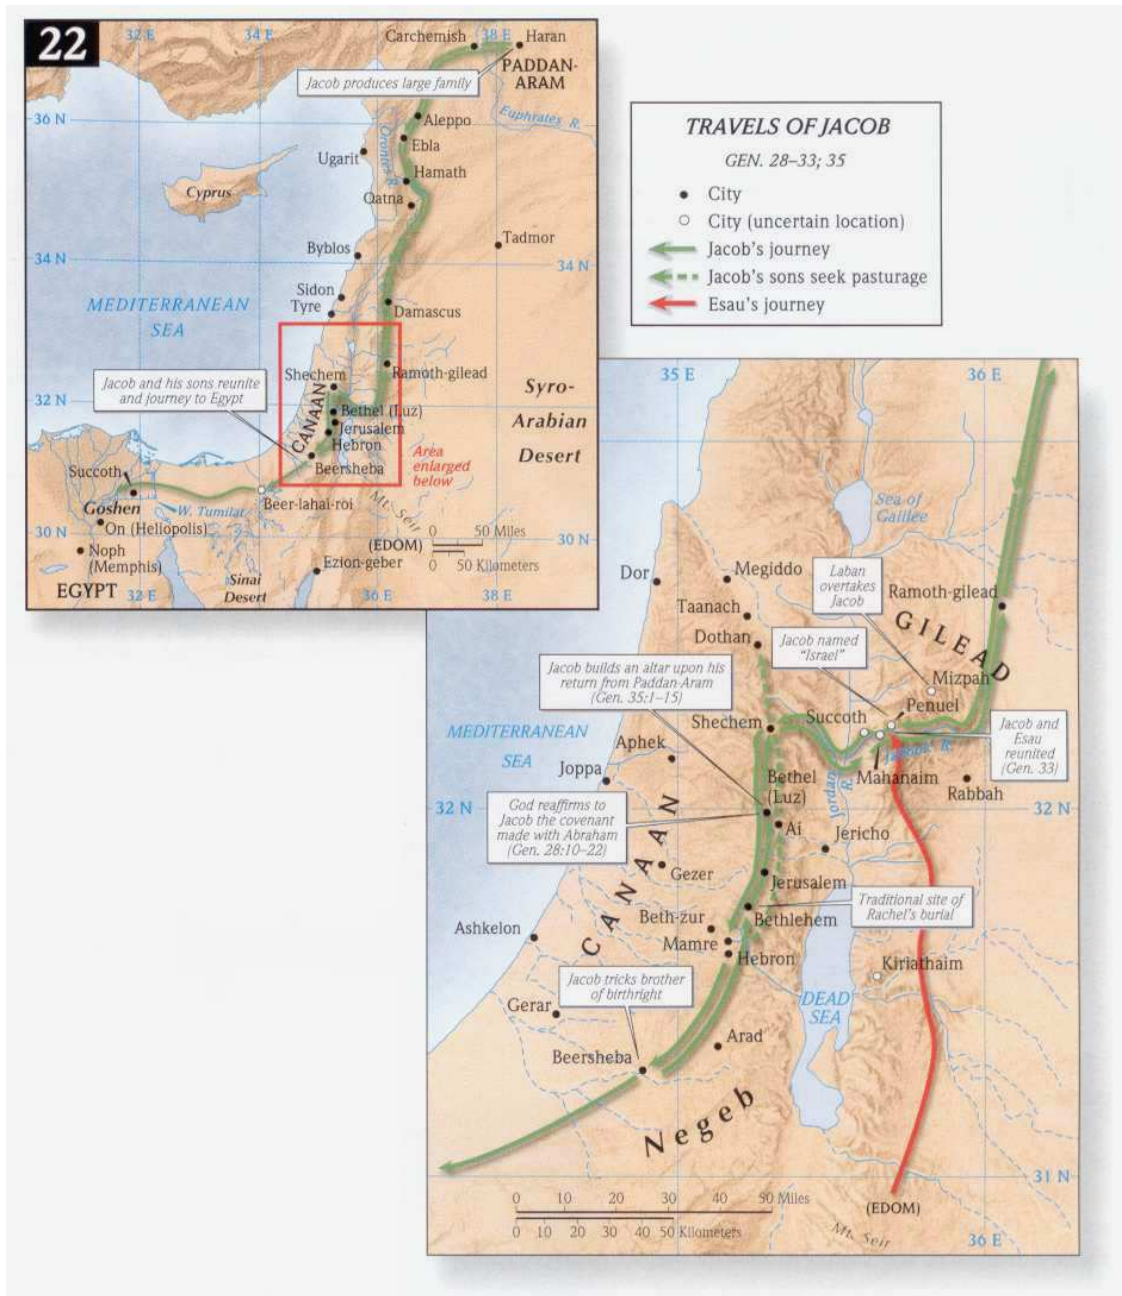 22
32 E
34 E
38 E
Carchemish
Haran
PADDAN-
ARAM
Jacob produces large family
Euphrates R.
36 N
Aleppo
Orontes R.
Ebla
Ugarit
Hamath
Cyprus
Qatna
Tadmor
Byblos
34 N
34 N
Sidon
Tyre
MEDITERRANEAN
SEA
Damascus
Shechem
Ramoth-gilead
Jacob and his sons reunite
and journey to Egypt
Syro-
Arabian
Desert
32 N
CANAAN
Bethel (Luz)
Jerusalem
Hebron
Beersheba
Area
enlarged
below
Succoth
Goshen
W. Tumilat
Beer-lahai-roi
Mt. Seir
On (Heliopolis)
30 N
(EDOM)
0 50 Miles
0 50 Kilometers
30 N
Noph
(Memphis)
Sinai
Desert
Ezion-geber
EGYPT
32 E
36 E
38 E
TRAVELS OF JACOB
GEN. 28–33; 35
City
City (uncertain location)
Jacob's journey
Jacob's sons seek pasturage
Esau's journey
35 E
36 E
Sea of
Galilee
Dor
Megiddo
Laban
overtakes
Jacob
Ramoth-gilead
Taanach
GILEAD
Dothan
Jacob named
"Israel"
Jacob builds an altar upon his
return from Paddan-Aram
(Gen. 35:1–15)
Mizpah
Penuel
Shechem
Succoth
Jacob and
Esau
reunited
(Gen. 33)
MEDITERRANEAN
SEA
Aphek
Jabbok R.
Joppa
Bethel
(Luz)
Jordan R.
Mahanaim
Rabbah
32 N
32 N
God reaffirms to
Jacob the covenant
made with Abraham
(Gen. 28:10–22)
Ai
Jericho
CANAAN
Gezer
Jerusalem
Traditional site of
Rachel's burial
Beth-zur
Bethlehem
Ashkelon
Mamre
Hebron
Kiriathaim
Jacob tricks brother
of birthright
DEAD
SEA
Gerar
Arad
Beersheba
Negeb
31 N
0 10 20 30 40 50 Miles
0 10 20 30 40 50 Kilometers
(EDOM)
Mt. Seir
36 E